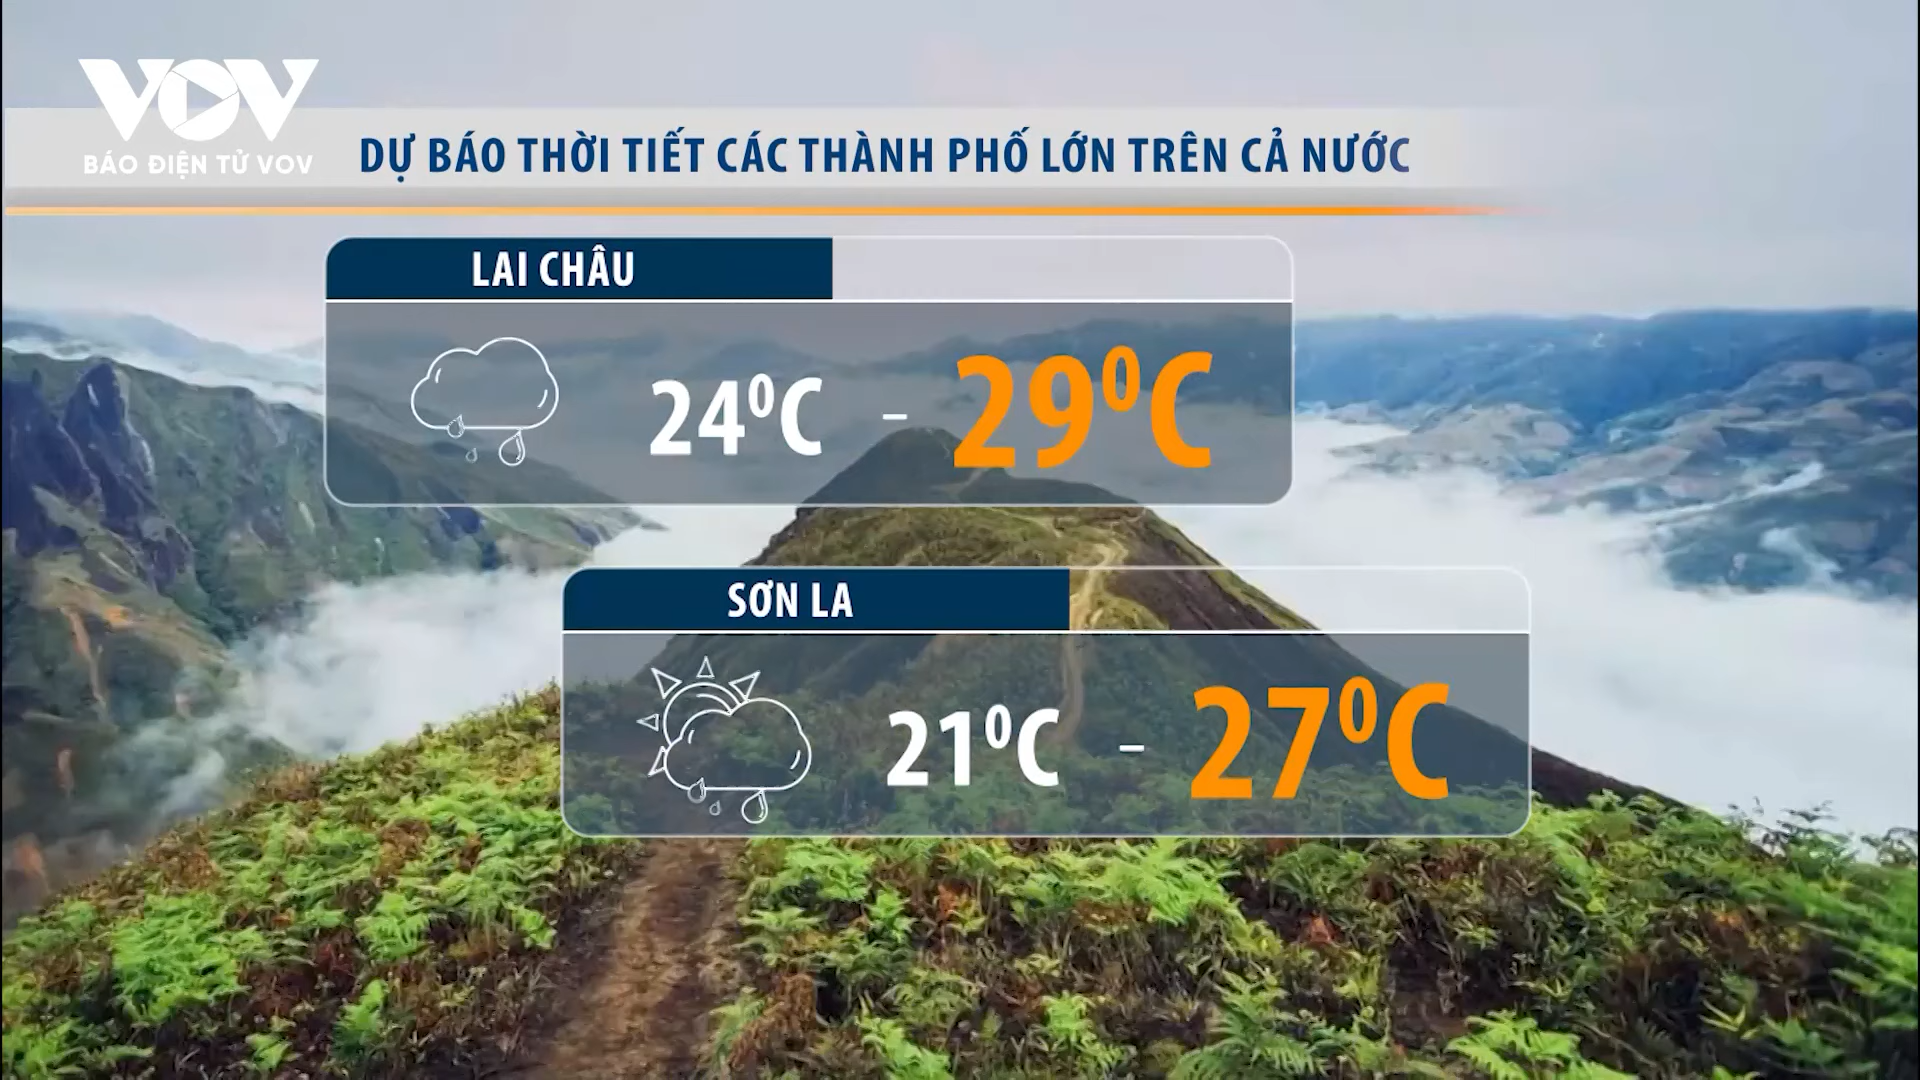 VOV
BÁO ĐIỆN TỬ VOV
DỰ BÁO THỜI TIẾT CÁC THÀNH PHỐ LỚN TRÊN CẢ NƯỚC
LAI CHÂU
24⁰C - 29⁰C
SƠN LA
21⁰C - 27⁰C